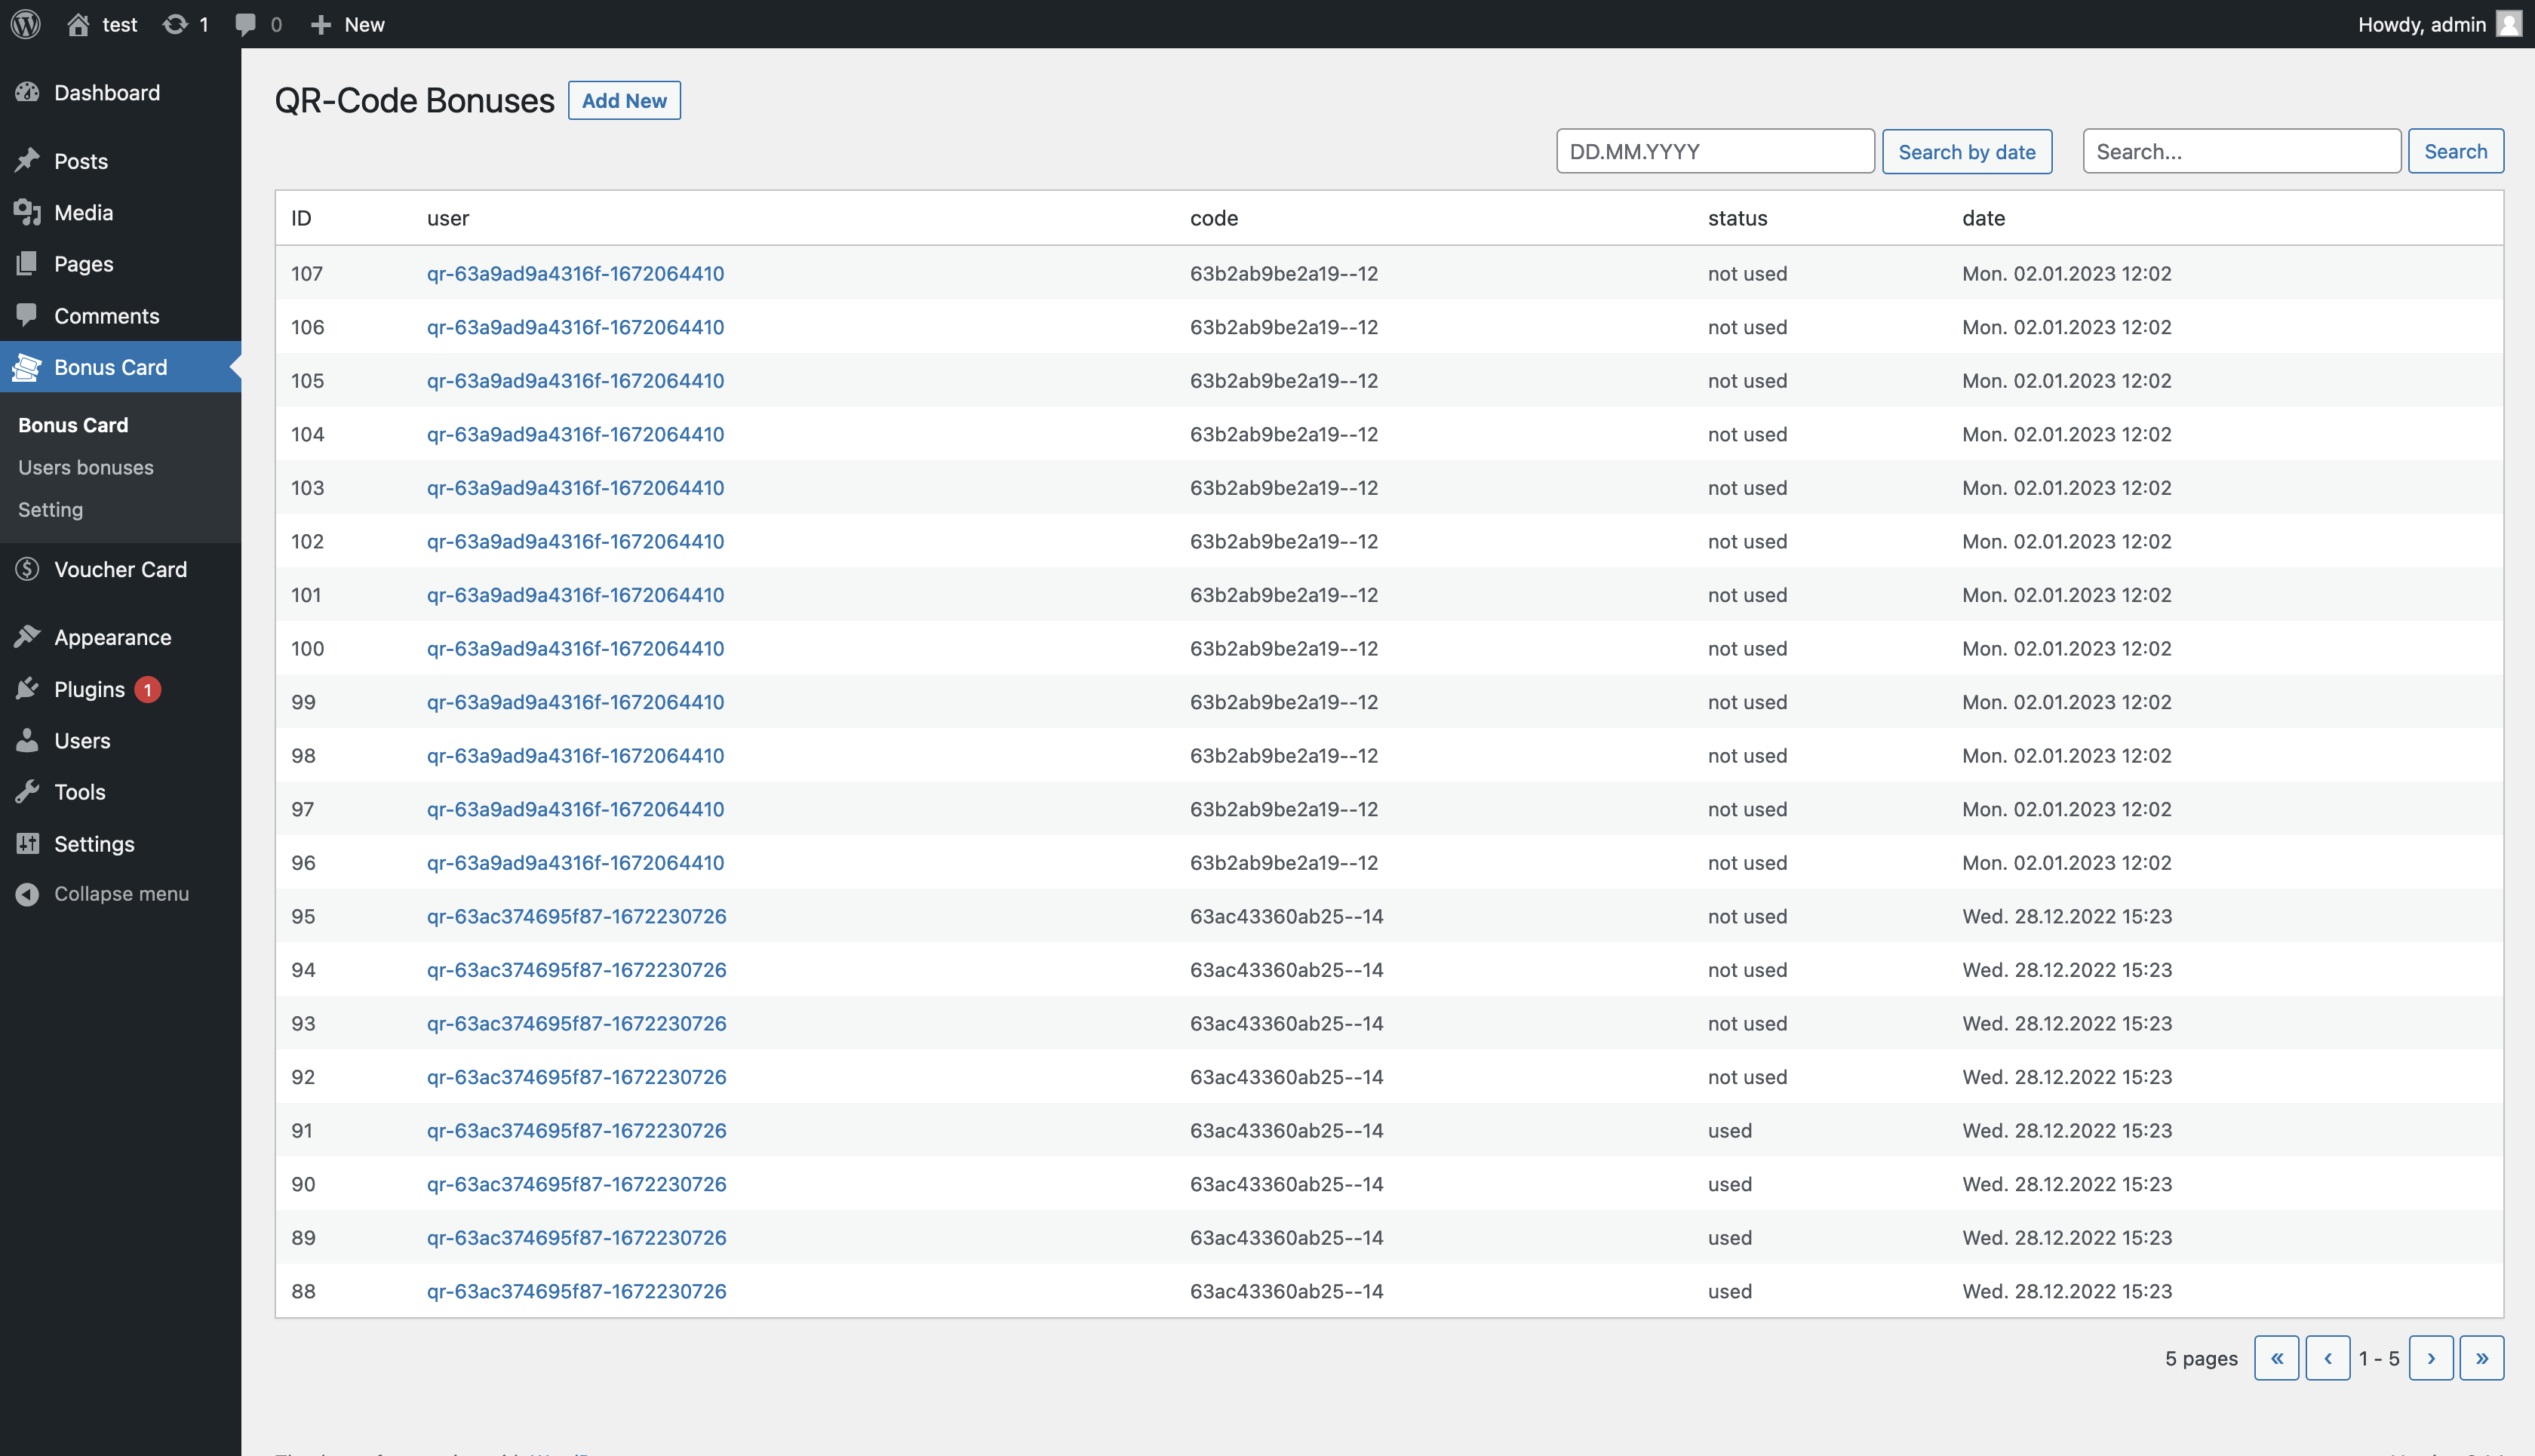 test 1 0 New Howdy, admin
Dashboard
Posts
Media
Pages
Comments
Bonus Card
Bonus Card
Users bonuses
Setting
Voucher Card
Appearance
Plugins 1
Users
Tools
Settings
Collapse menu
QR-Code Bonuses Add New
DD.MM.YYYY Search by date Search... Search
ID user code status date
107 qr-63a9ad9a4316f-1672064410 63b2ab9be2a19--12 not used Mon. 02.01.2023 12:02
106 qr-63a9ad9a4316f-1672064410 63b2ab9be2a19--12 not used Mon. 02.01.2023 12:02
105 qr-63a9ad9a4316f-1672064410 63b2ab9be2a19--12 not used Mon. 02.01.2023 12:02
104 qr-63a9ad9a4316f-1672064410 63b2ab9be2a19--12 not used Mon. 02.01.2023 12:02
103 qr-63a9ad9a4316f-1672064410 63b2ab9be2a19--12 not used Mon. 02.01.2023 12:02
102 qr-63a9ad9a4316f-1672064410 63b2ab9be2a19--12 not used Mon. 02.01.2023 12:02
101 qr-63a9ad9a4316f-1672064410 63b2ab9be2a19--12 not used Mon. 02.01.2023 12:02
100 qr-63a9ad9a4316f-1672064410 63b2ab9be2a19--12 not used Mon. 02.01.2023 12:02
99 qr-63a9ad9a4316f-1672064410 63b2ab9be2a19--12 not used Mon. 02.01.2023 12:02
98 qr-63a9ad9a4316f-1672064410 63b2ab9be2a19--12 not used Mon. 02.01.2023 12:02
97 qr-63a9ad9a4316f-1672064410 63b2ab9be2a19--12 not used Mon. 02.01.2023 12:02
96 qr-63a9ad9a4316f-1672064410 63b2ab9be2a19--12 not used Mon. 02.01.2023 12:02
95 qr-63ac374695f87-1672230726 63ac43360ab25--14 not used Wed. 28.12.2022 15:23
94 qr-63ac374695f87-1672230726 63ac43360ab25--14 not used Wed. 28.12.2022 15:23
93 qr-63ac374695f87-1672230726 63ac43360ab25--14 not used Wed. 28.12.2022 15:23
92 qr-63ac374695f87-1672230726 63ac43360ab25--14 not used Wed. 28.12.2022 15:23
91 qr-63ac374695f87-1672230726 63ac43360ab25--14 used Wed. 28.12.2022 15:23
90 qr-63ac374695f87-1672230726 63ac43360ab25--14 used Wed. 28.12.2022 15:23
89 qr-63ac374695f87-1672230726 63ac43360ab25--14 used Wed. 28.12.2022 15:23
88 qr-63ac374695f87-1672230726 63ac43360ab25--14 used Wed. 28.12.2022 15:23
5 pages « ‹ 1 - 5 › »